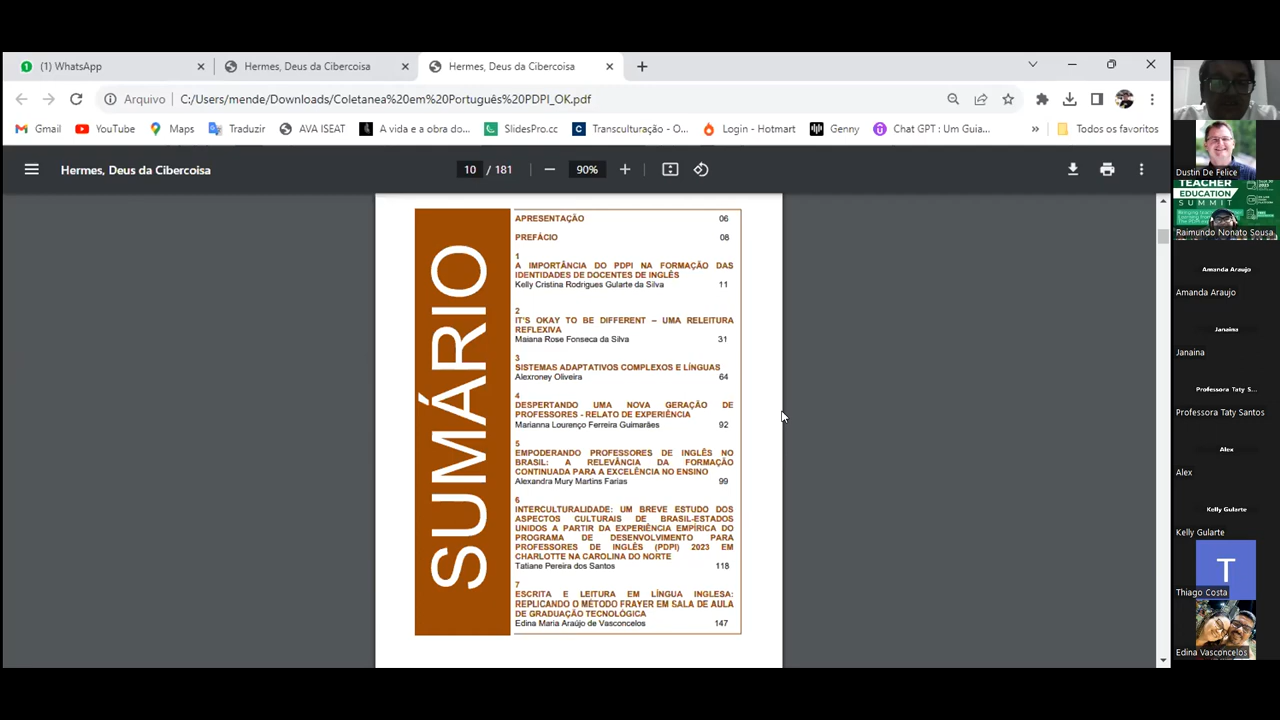 (1) WhatsApp
Hermes, Deus da Cibercoisa
Hermes, Deus da Cibercoisa
Arquivo
C:/Users/mende/Downloads/Coletanea%20em%20Português%20PDPI_OK.pdf
Gmail
YouTube
Maps
Traduzir
AVA ISEAT
A vida e a obra do...
SlidesPro.cc
Transculturação - O...
Login - Hotmart
Genny
Chat GPT : Um Guia...
»
Todos os favoritos
Hermes, Deus da Cibercoisa
10 / 181
90%
SUMÁRIO
APRESENTAÇÃO 06
PREFÁCIO 08
1
A IMPORTÂNCIA DO PDPI NA FORMAÇÃO DAS
IDENTIDADES DE DOCENTES DE INGLÊS
Kelly Cristina Rodrigues Gularte da Silva 11
2
IT'S OKAY TO BE DIFFERENT – UMA RELEITURA
REFLEXIVA
Maiana Rose Fonseca da Silva 31
3
SISTEMAS ADAPTATIVOS COMPLEXOS E LÍNGUAS
Alexroney Oliveira 64
4
DESPERTANDO UMA NOVA GERAÇÃO DE
PROFESSORES - RELATO DE EXPERIÊNCIA
Marianna Lourenço Ferreira Guimarães 92
5
EMPODERANDO PROFESSORES DE INGLÊS NO
BRASIL: A RELEVÂNCIA DA FORMAÇÃO
CONTINUADA PARA A EXCELÊNCIA NO ENSINO
Alexandra Mury Martins Farias 99
6
INTERCULTURALIDADE: UM BREVE ESTUDO DOS
ASPECTOS CULTURAIS DE BRASIL-ESTADOS
UNIDOS A PARTIR DA EXPERIÊNCIA EMPÍRICA DO
PROGRAMA DE DESENVOLVIMENTO PARA
PROFESSORES DE INGLÊS (PDPI) 2023 EM
CHARLOTTE NA CAROLINA DO NORTE
Tatiane Pereira dos Santos 118
7
ESCRITA E LEITURA EM LÍNGUA INGLESA:
REPLICANDO O MÉTODO FRAYER EM SALA DE AULA
DE GRADUAÇÃO TECNOLÓGICA
Edina Maria Araújo de Vasconcelos 147
Dustin De Felice
TEACHER
EDUCATION
SUMMIT
Raimundo Nonato Sousa
Amanda Araujo
Amanda Araujo
Janaina
Janaina
Professora Taty S...
Professora Taty Santos
Alex
Alex
Kelly Gularte
Kelly Gularte
T
Thiago Costa
Edina Vasconcelos